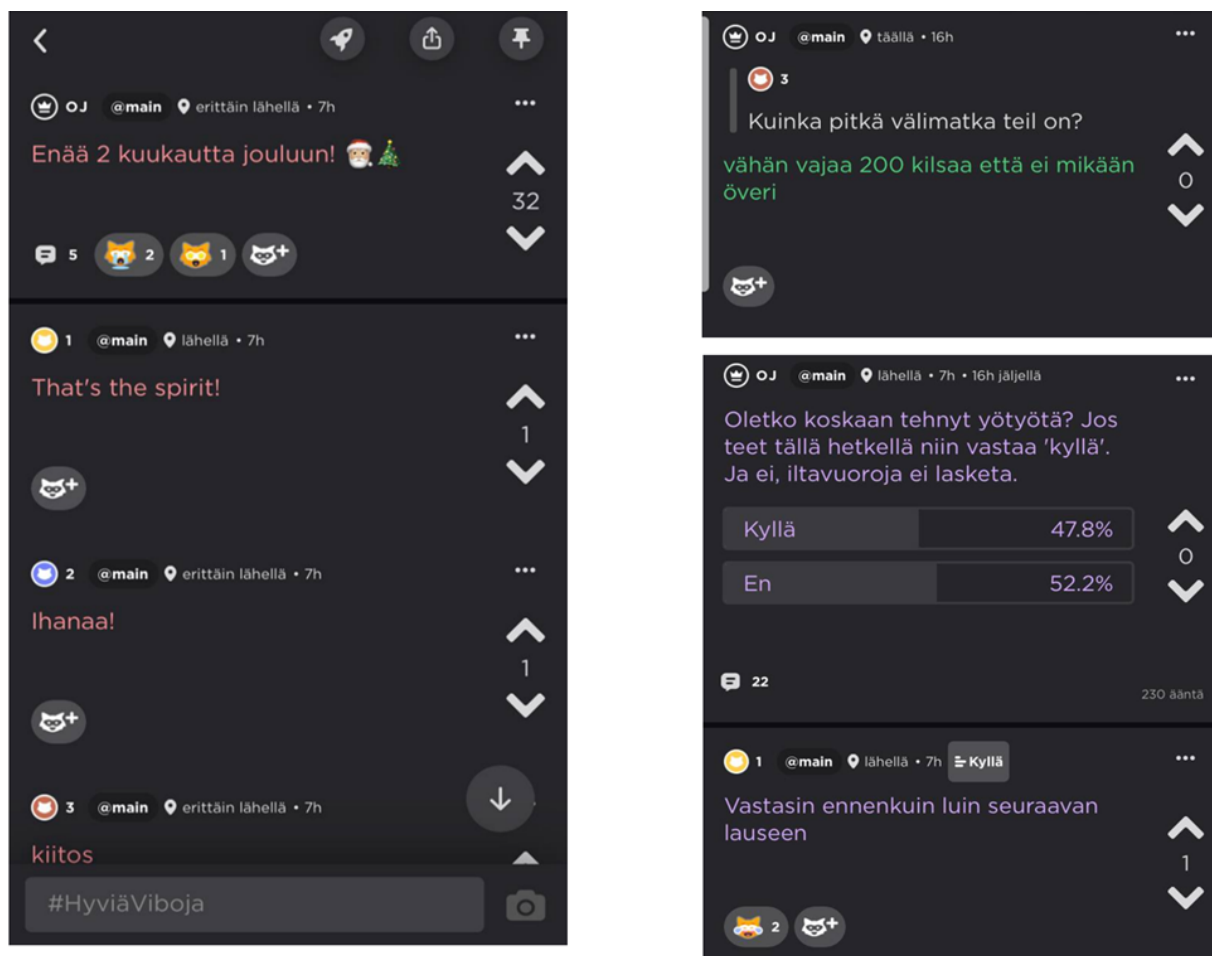 OJ @main erittäin lähellä • 7h
Enää 2 kuukautta jouluun! 🎅🎄
32
5 2 1
1 @main lähellä • 7h
That's the spirit!
1
2 @main erittäin lähellä • 7h
Ihanaa!
1
3 @main erittäin lähellä • 7h
kiitos
#HyviäViboja
OJ @main täällä • 16h
3
Kuinka pitkä välimatka teil on?
vähän vajaa 200 kilsaa että ei mikään
överi
0
OJ @main lähellä • 7h • 16h jäljellä
Oletko koskaan tehnyt yötyötä? Jos
teet tällä hetkellä niin vastaa 'kyllä'.
Ja ei, iltavuoroja ei lasketa.
Kyllä 47.8%
0
En 52.2%
22
230 ääntä
1 @main lähellä • 7h Kyllä
Vastasin ennenkuin luin seuraavan
lauseen
1
2